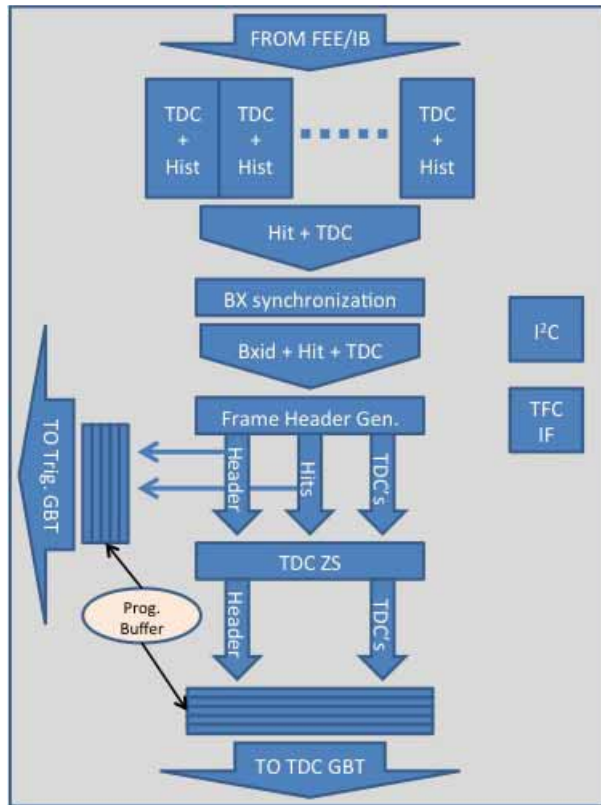 FROM FEE/IB
TDC
+
Hist
TDC
+
Hist
TDC
+
Hist
Hit + TDC
BX synchronization
I²C
Bxid + Hit + TDC
TFC
IF
Frame Header Gen.
TO Trig. GBT
Header
Hits
TDC's
TDC ZS
Prog.
Buffer
Header
TDC's
TO TDC GBT